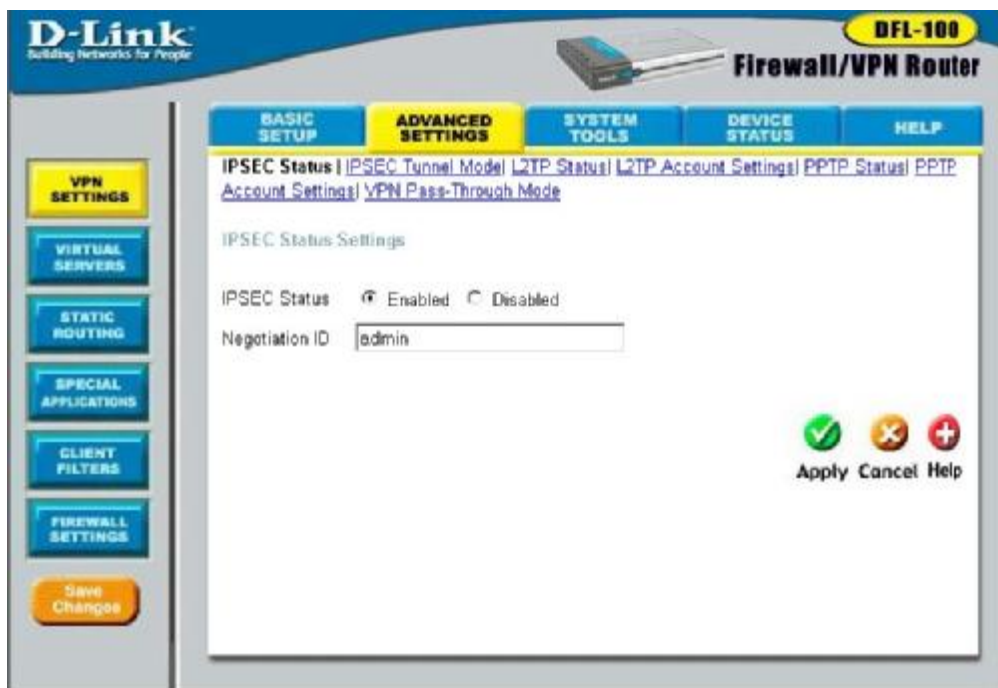 D-Link
Building Networks for People
DFL-100
Firewall/VPN Router
BASIC
SETUP
ADVANCED
SETTINGS
SYSTEM
TOOLS
DEVICE
STATUS
HELP
VPN
SETTINGS
VIRTUAL
SERVERS
STATIC
ROUTING
SPECIAL
APPLICATIONS
CLIENT
FILTERS
FIREWALL
SETTINGS
Save
Changes
IPSEC Status | IPSEC Tunnel Mode| L2TP Status| L2TP Account Settings| PPTP Status| PPTP
Account Settings| VPN Pass-Through Mode
IPSEC Status Settings
IPSEC Status Enabled Disabled
Negotiation ID admin
Apply Cancel Help